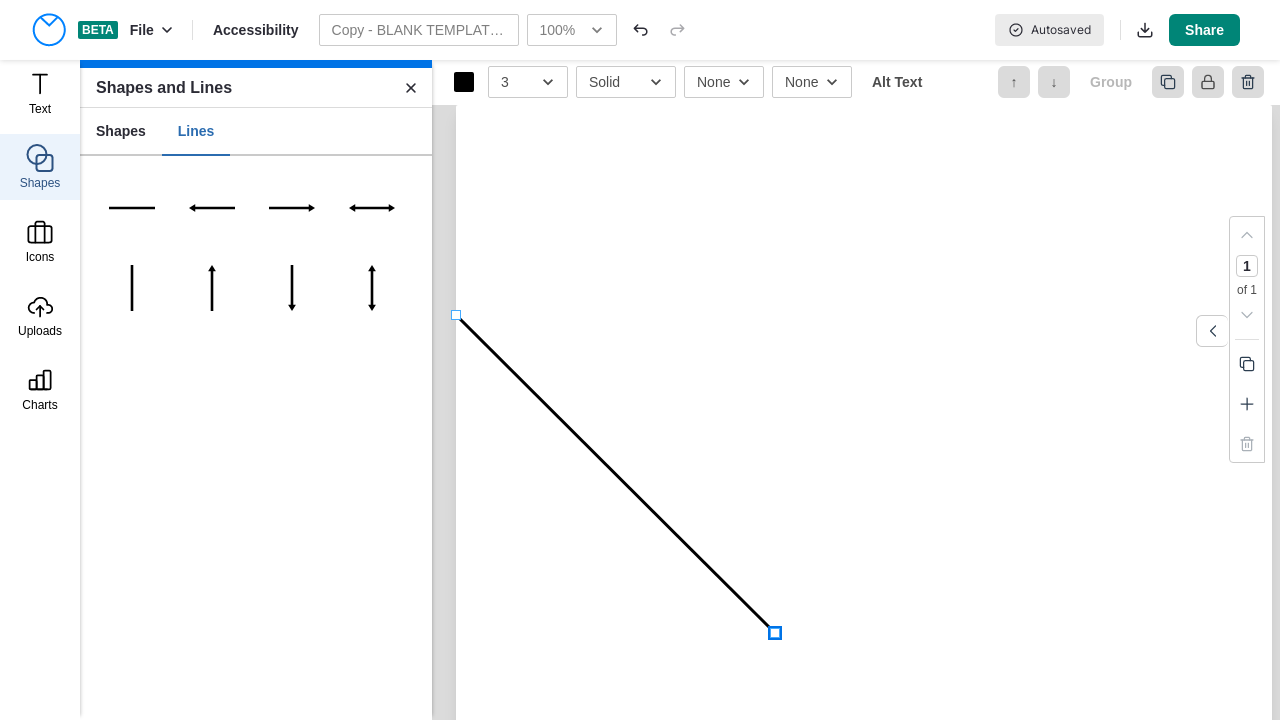 BETA File Accessibility Copy - BLANK TEMPLAT… 100% Autosaved Share
Shapes and Lines
3 Solid None None Alt Text ↑ ↓ Group
Text
Shapes Lines
Shapes
Icons
1
of 1
Uploads
Charts